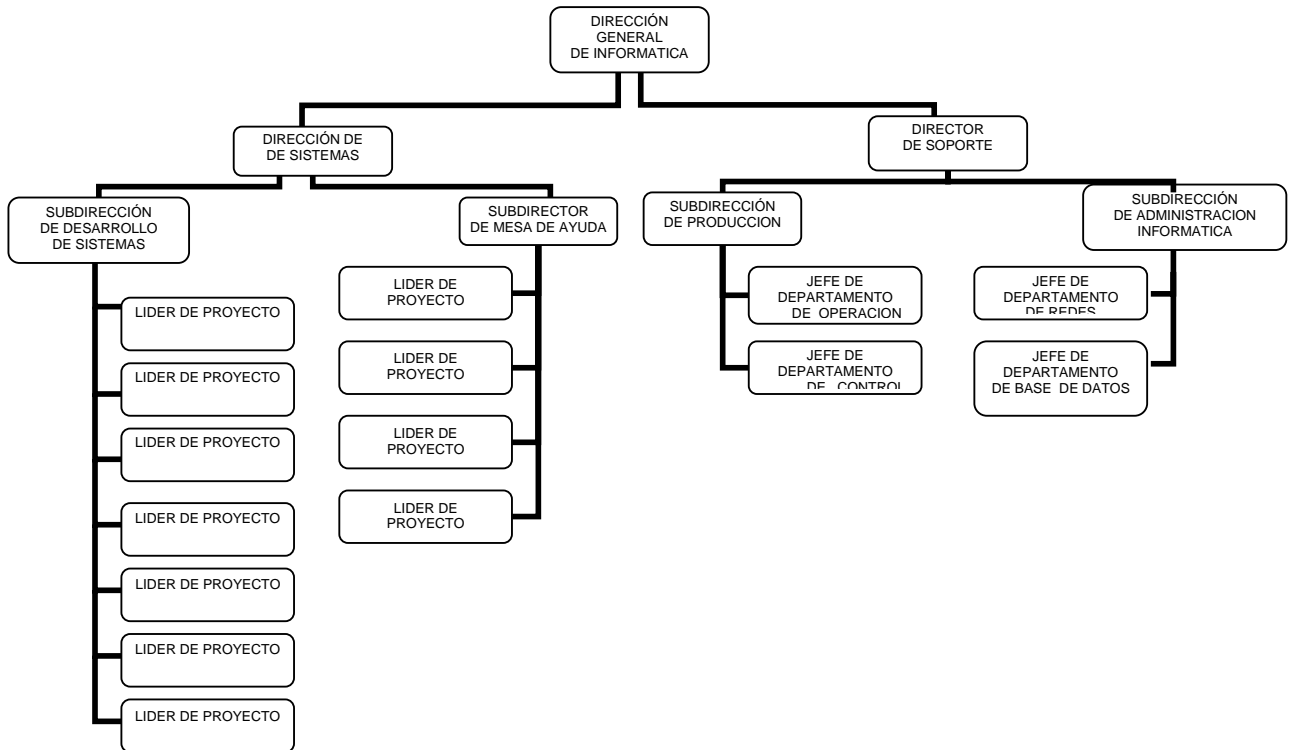 DIRECCIÓN
GENERAL
DE INFORMATICA
DIRECCIÓN DE
DE SISTEMAS
DIRECTOR
DE SOPORTE
SUBDIRECCIÓN
DE DESARROLLO
DE SISTEMAS
SUBDIRECTOR
DE MESA DE AYUDA
SUBDIRECCIÓN
DE PRODUCCION
SUBDIRECCIÓN
DE ADMINISTRACION
INFORMATICA
LIDER DE PROYECTO
LIDER DE PROYECTO
LIDER DE PROYECTO
LIDER DE PROYECTO
LIDER DE PROYECTO
LIDER DE PROYECTO
LIDER DE PROYECTO
LIDER DE
PROYECTO
LIDER DE
PROYECTO
LIDER DE
PROYECTO
LIDER DE
PROYECTO
JEFE DE
DEPARTAMENTO
DE OPERACION
JEFE DE
DEPARTAMENTO
DE CONTROL
JEFE DE
DEPARTAMENTO
DE REDES
JEFE DE
DEPARTAMENTO
DE BASE DE DATOS